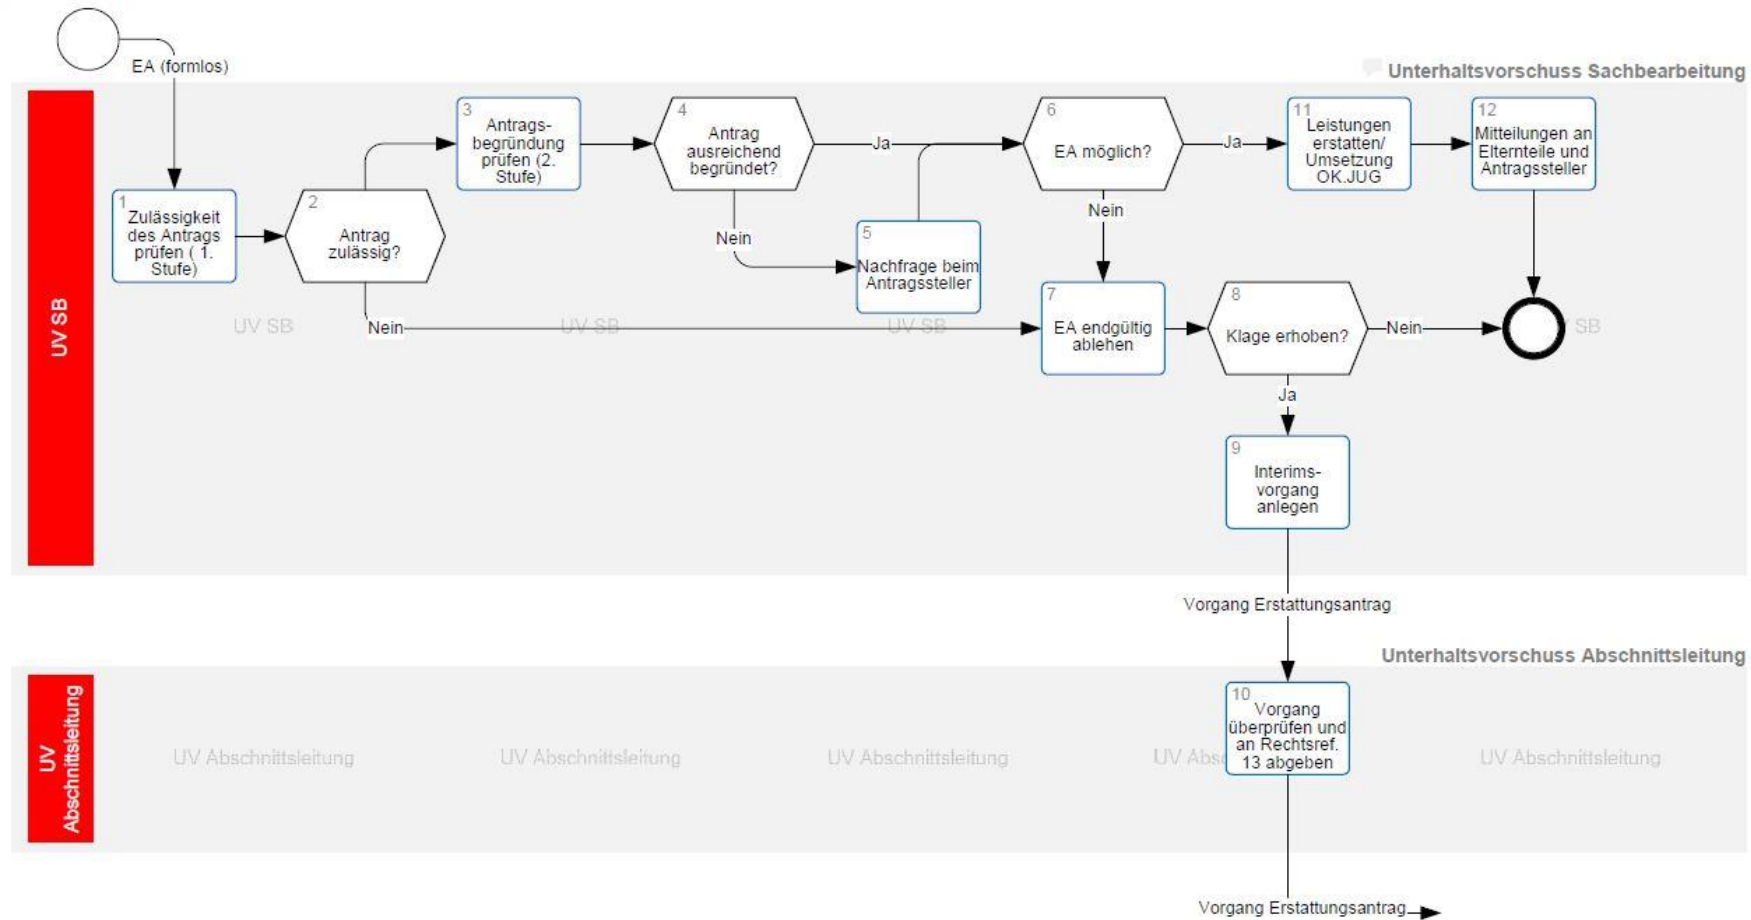 EA (formlos)
Unterhaltsvorschuss Sachbearbeitung
UV SB
1
Zulässigkeit
des Antrags
prüfen ( 1.
Stufe)
2
Antrag
zulässig?
Nein
3
Antrags-
begründung
prüfen (2.
Stufe)
4
Antrag
ausreichend
begründet?
Ja
Nein
5
Nachfrage beim
Antragssteller
6
EA möglich?
Ja
Nein
7
EA endgültig
ablehen
8
Klage erhoben?
Nein
Ja
9
Interims-
vorgang
anlegen
11
Leistungen
erstatten/
Umsetzung
OK.JUG
12
Mitteilungen an
Elternteile und
Antragssteller
UV SB
UV SB
UV SB
SB
Vorgang Erstattungsantrag
Unterhaltsvorschuss Abschnittsleitung
UV
Abschnittsleitung
UV Abschnittsleitung
UV Abschnittsleitung
UV Abschnittsleitung
UV Abs
10
Vorgang
überprüfen und
an Rechtsref.
13 abgeben
UV Abschnittsleitung
Vorgang Erstattungsantrag